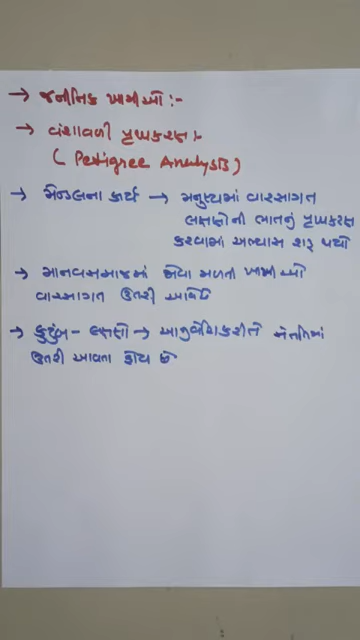 → જનીનિક ખામીઓ :-
→ વંશાવળી પૃથક્કરણ :-
( Pedigree Analysis )
→ મેન્ડલના કાર્ય → મનુષ્યમાં વારસાગત
લક્ષણોની ભાતનું પૃથક્કરણ
કરવામાં અભ્યાસ શરૂ થયો
→ માનવસમાજમાં જોવા મળતી ખામીઓ
વારસાગત ઉતરી આવે છે
→ કુટુંબ - લક્ષણો → આનુવંશિક રીતે સંતતિમાં
ઉતરી આવતા હોય છે